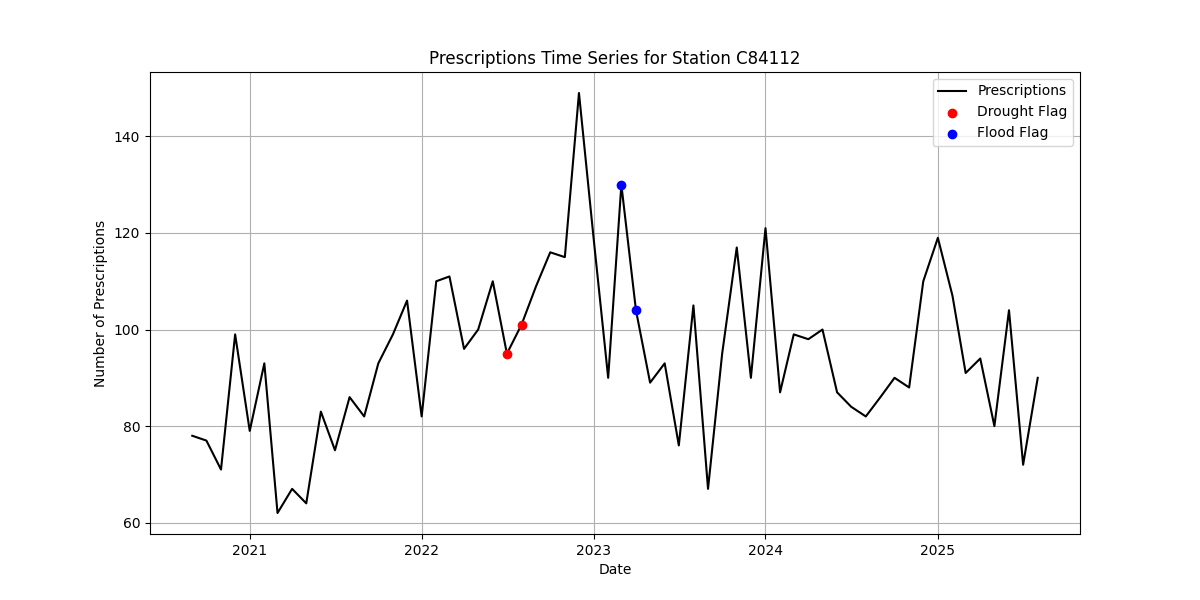 Prescriptions Time Series for Station C84112
Prescriptions
Drought Flag
Flood Flag
Number of Prescriptions
140
120
100
80
60
2021 2022 2023 2024 2025
Date